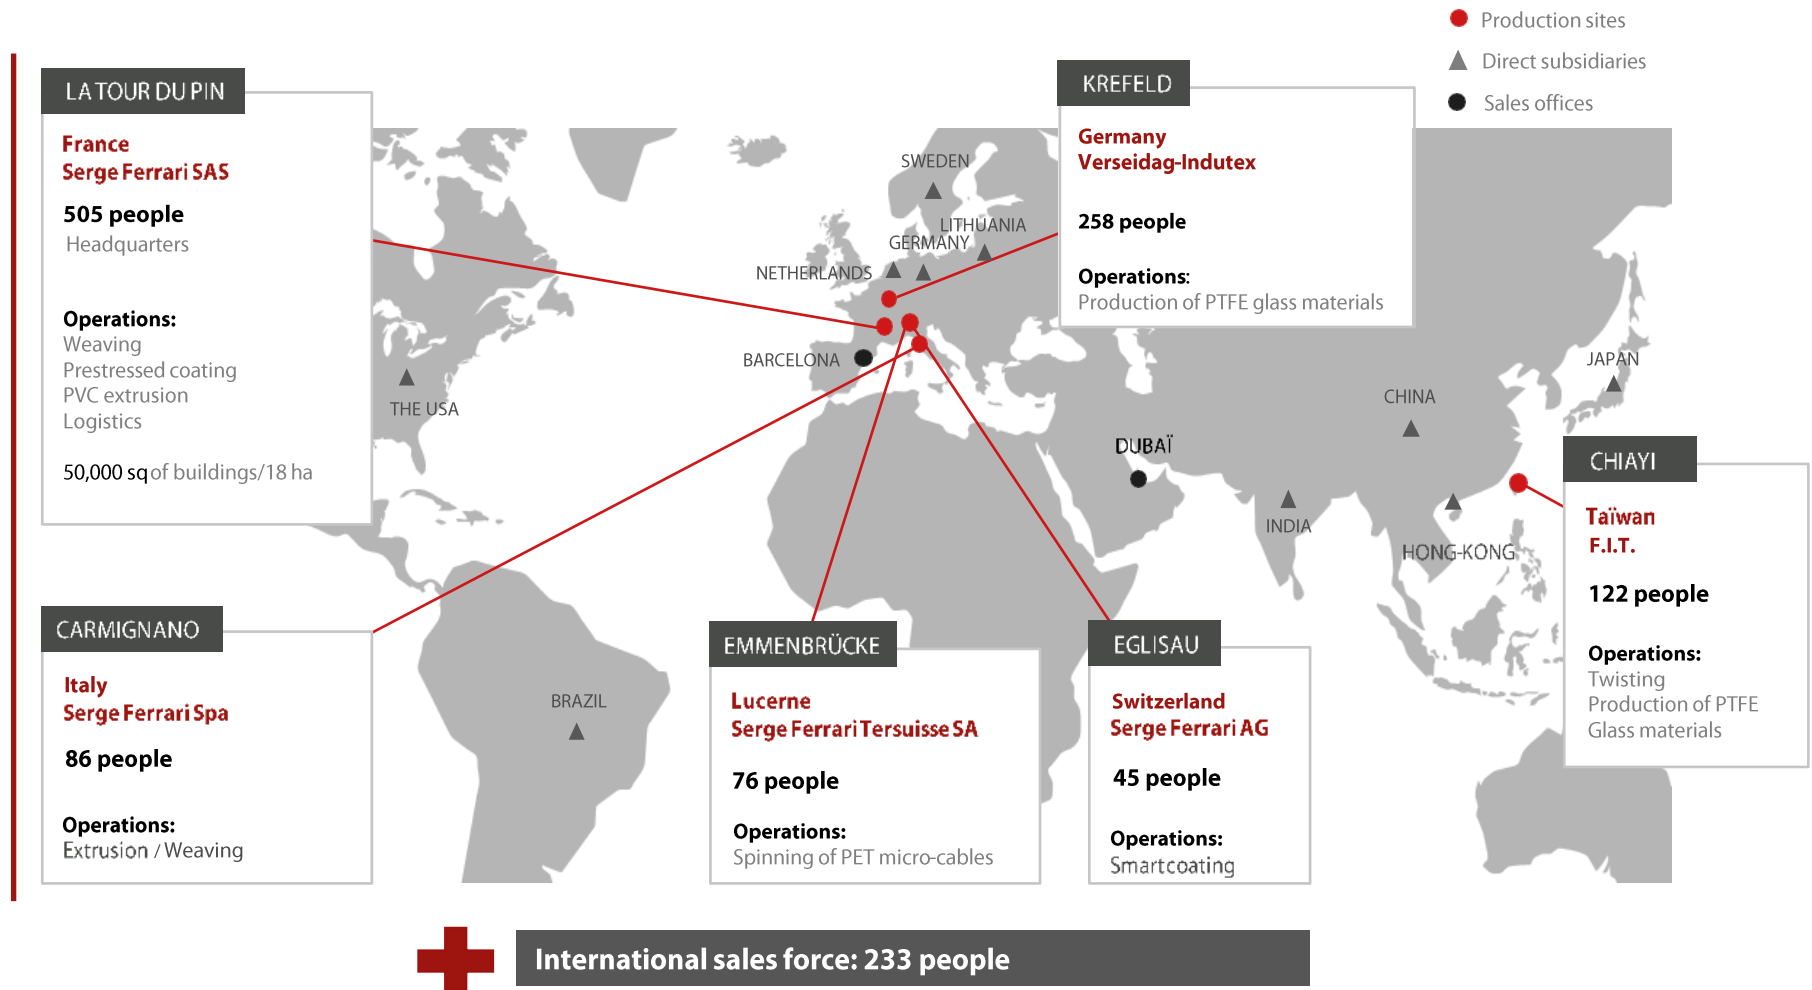 Production sites
Direct subsidiaries
Sales offices
LA TOUR DU PIN
France
Serge Ferrari SAS
505 people
Headquarters
Operations:
Weaving
Prestressed coating
PVC extrusion
Logistics
50,000 sq of buildings/18 ha
KREFELD
Germany
Verseidag-Indutex
258 people
Operations:
Production of PTFE glass materials
SWEDEN
LITHUANIA
GERMANY
NETHERLANDS
BARCELONA
THE USA
DUBAÏ
JAPAN
CHINA
INDIA
HONG-KONG
BRAZIL
CHIAYI
Taïwan
F.I.T.
122 people
Operations:
Twisting
Production of PTFE
Glass materials
CARMIGNANO
Italy
Serge Ferrari Spa
86 people
Operations:
Extrusion / Weaving
EMMENBRÜCKE
Lucerne
Serge Ferrari Tersuisse SA
76 people
Operations:
Spinning of PET micro-cables
EGLISAU
Switzerland
Serge Ferrari AG
45 people
Operations:
Smartcoating
International sales force: 233 people